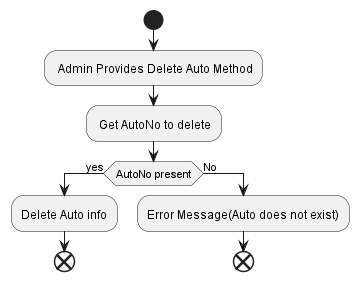 Admin Provides Delete Auto Method
Get AutoNo to delete
yes
AutoNo present
No
Delete Auto info
Error Message(Auto does not exist)